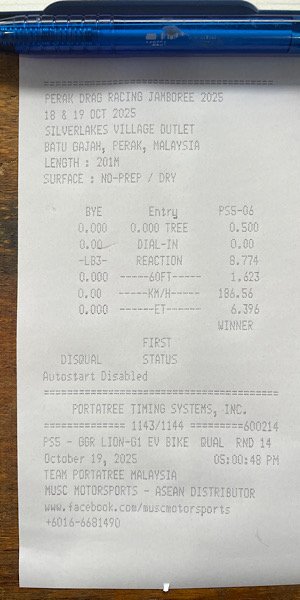 ================================
PERAK DRAG RACING JAMBOREE 2025
18 & 19 OCT 2025
SILVERLAKES VILLAGE OUTLET
BATU GAJAH, PERAK, MALAYSIA
LENGTH : 201M
SURFACE : NO-PREP / DRY
BYE Entry PS5-06
0.000 0.000 TREE 0.500
0.00 DIAL-IN 0.00
-LB3- REACTION 8.774
0.000 -----60FT----- 1.623
0.00 -----KM/H----- 186.56
0.000 ------ET------ 6.396
WINNER
FIRST
DISQUAL STATUS
Autostart Disabled
================================
PORTATREE TIMING SYSTEMS, INC.
=========== 1143/1144 =========600214
PS5 - GGR LION-G1 EV BIKE QUAL RND 14
October 19, 2025 05:00:48 PM
TEAM PORTATREE MALAYSIA
MUSC MOTORSPORTS - ASEAN DISTRIBUTOR
www.facebook.com/muscmotorsports
+6016-6681490